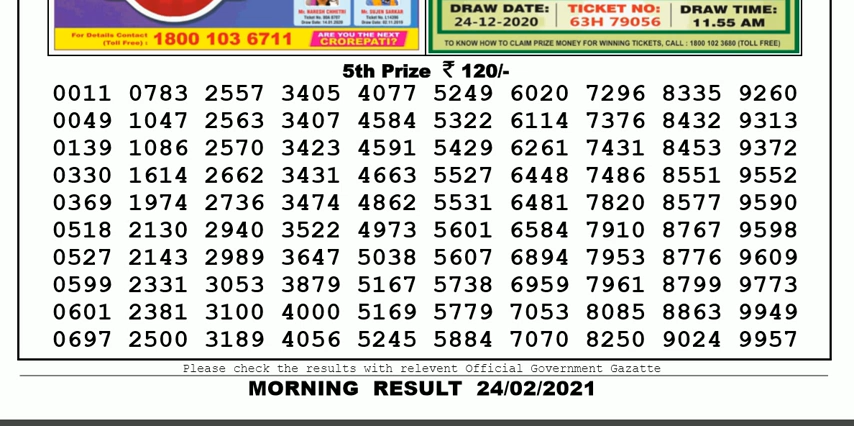 MR. NARESH CHHETRI
MR. SAJEN SARKAR
For Details Contact
(Toll Free) : 1800 103 6711
ARE YOU THE NEXT
CROREPATI?
DRAW DATE: TICKET NO: DRAW TIME:
24-12-2020 63H 79056 11.55 AM
TO KNOW HOW TO CLAIM PRIZE MONEY FOR WINNING TICKETS, CALL : 1800 102 3680 (TOLL FREE)
5th Prize ₹ 120/-
0011 0783 2557 3405 4077 5249 6020 7296 8335 9260
0049 1047 2563 3407 4584 5322 6114 7376 8432 9313
0139 1086 2570 3423 4591 5429 6261 7431 8453 9372
0330 1614 2662 3431 4663 5527 6448 7486 8551 9552
0369 1974 2736 3474 4862 5531 6481 7820 8577 9590
0518 2130 2940 3522 4973 5601 6584 7910 8767 9598
0527 2143 2989 3647 5038 5607 6894 7953 8776 9609
0599 2331 3053 3879 5167 5738 6959 7961 8799 9773
0601 2381 3100 4000 5169 5779 7053 8085 8863 9949
0697 2500 3189 4056 5245 5884 7070 8250 9024 9957
Please check the results with relevent Official Government Gazatte
MORNING RESULT 24/02/2021